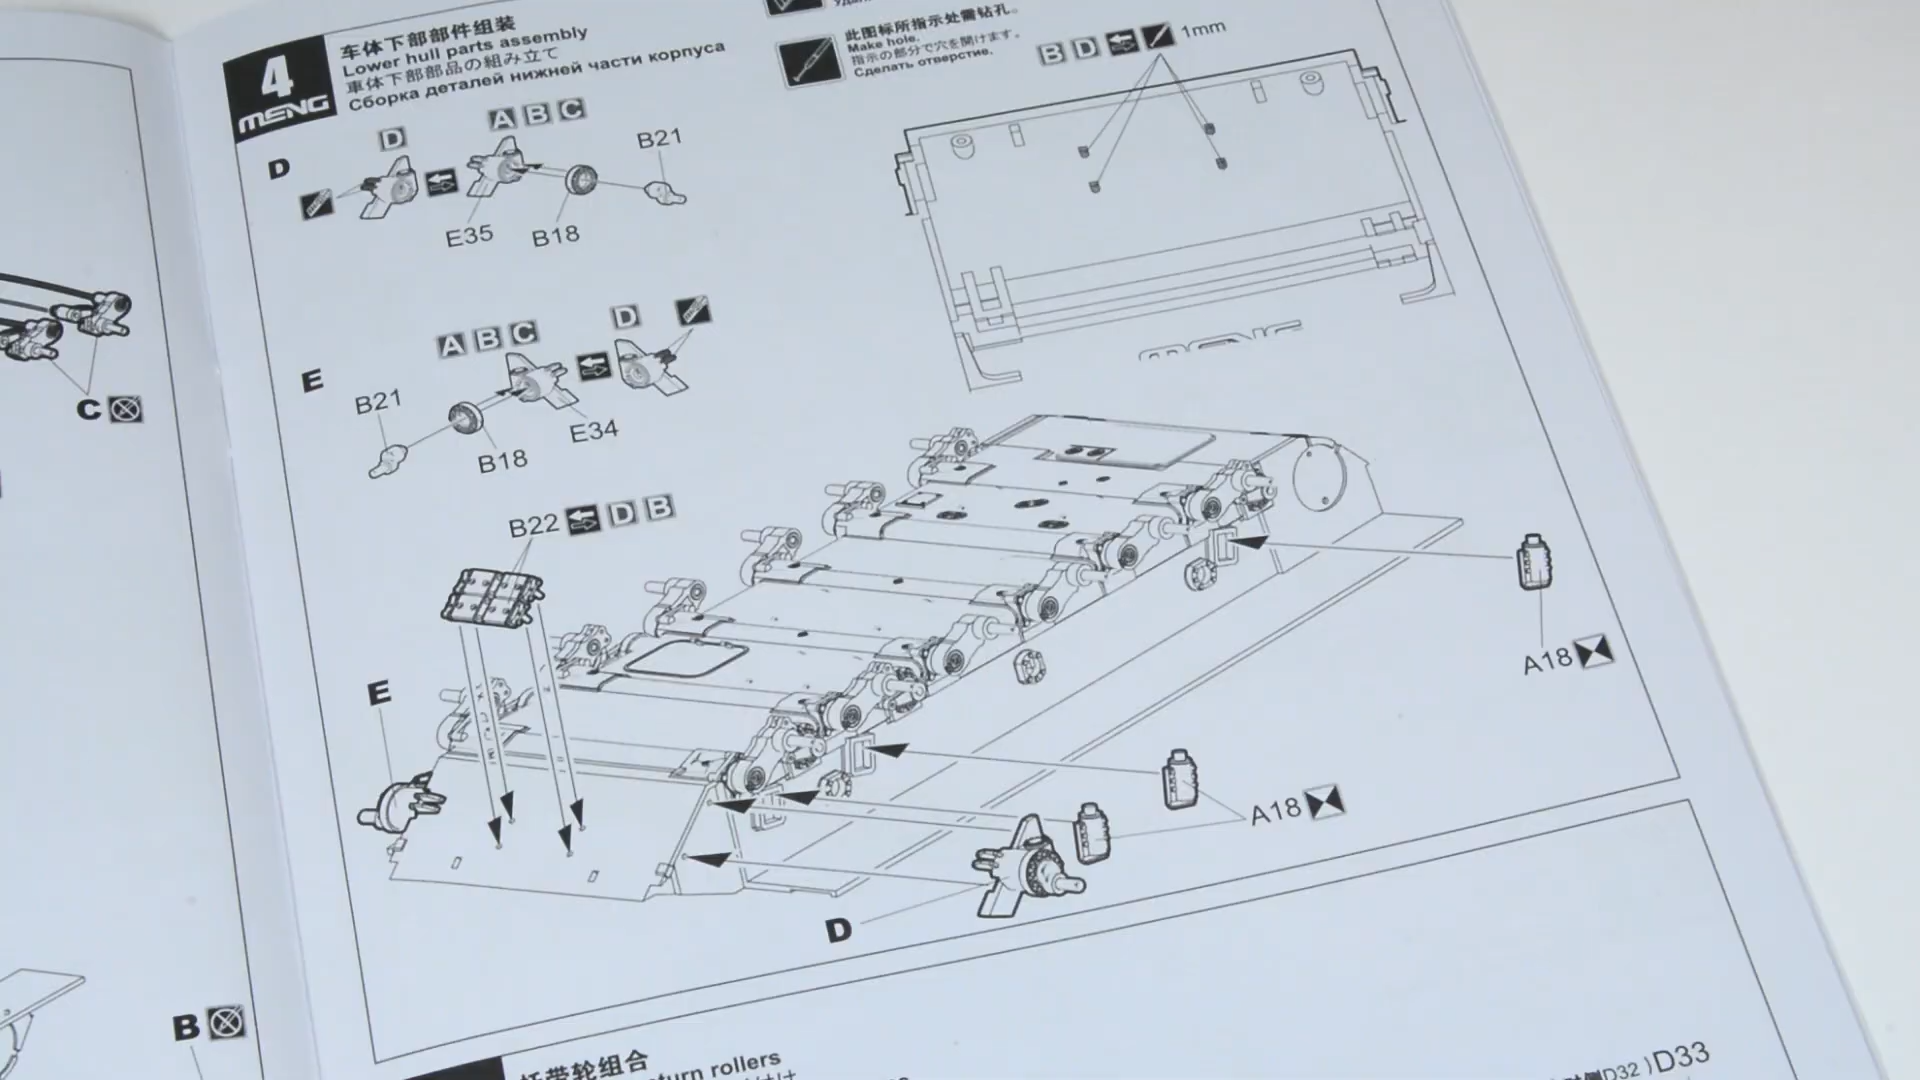 4
MENG
车体下部部件组装
Lower hull parts assembly
車体下部部品の組み立て
Сборка деталей нижней части корпуса
此图标所指示处需钻孔。
Make hole.
指示の部分で穴を開けます。
Сделать отверстие.
B D 1mm
D
D
A B C
B21
E35
B18
E
A B C
D
B21
B18
E34
MENG
B22 D B
C
E
A18
A18
D
B
托带轮组合
turn rollers
D32 ) D33